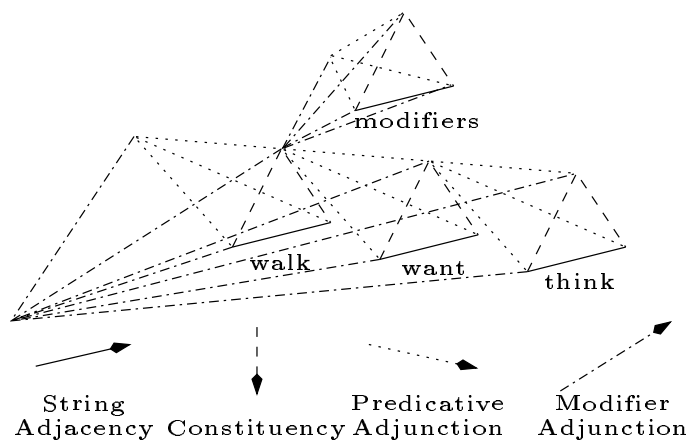 modifiers
walk
want
think
String
Adjacency
Constituency
Predicative
Adjunction
Modifier
Adjunction